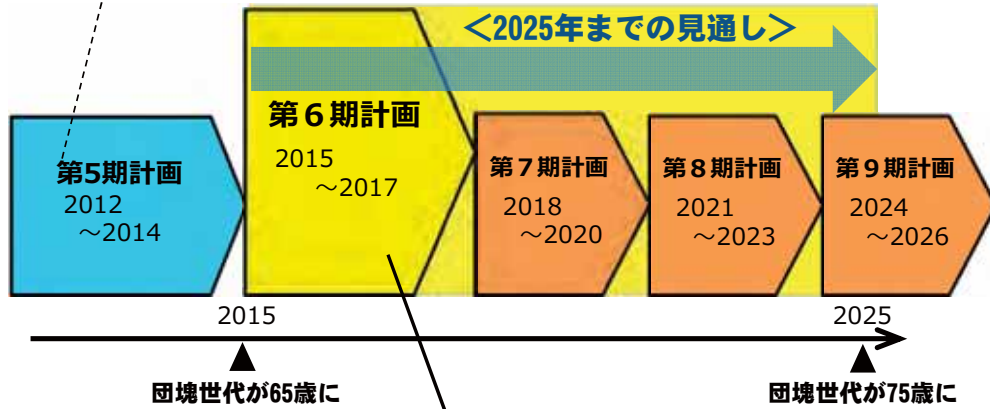 ＜2025年までの見通し＞
第5期計画
2012
～2014
第６期計画
2015
～2017
第７期計画
2018
～2020
第８期計画
2021
～2023
第９期計画
2024
～2026
2015
2025
団塊世代が65歳に
団塊世代が75歳に